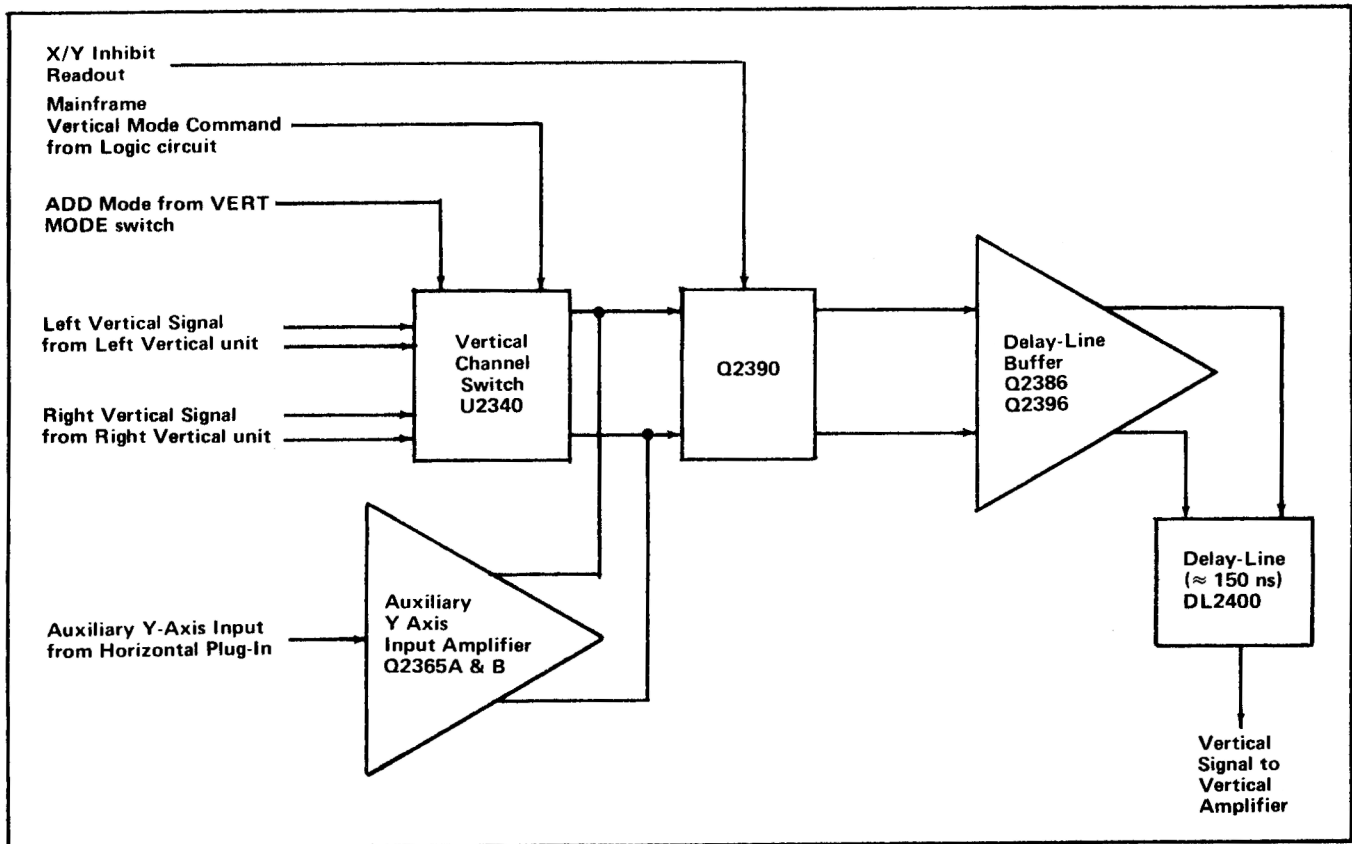 X/Y Inhibit
Readout
Mainframe
Vertical Mode Command
from Logic circuit
ADD Mode from VERT
MODE switch
Left Vertical Signal
from Left Vertical unit
Right Vertical Signal
from Right Vertical unit
Vertical
Channel
Switch
U2340
Q2390
Delay-Line
Buffer
Q2386
Q2396
Auxiliary Y-Axis Input
from Horizontal Plug-In
Auxiliary
Y Axis
Input Amplifier
Q2365A & B
Delay-Line
(≈ 150 ns)
DL2400
Vertical
Signal to
Vertical
Amplifier